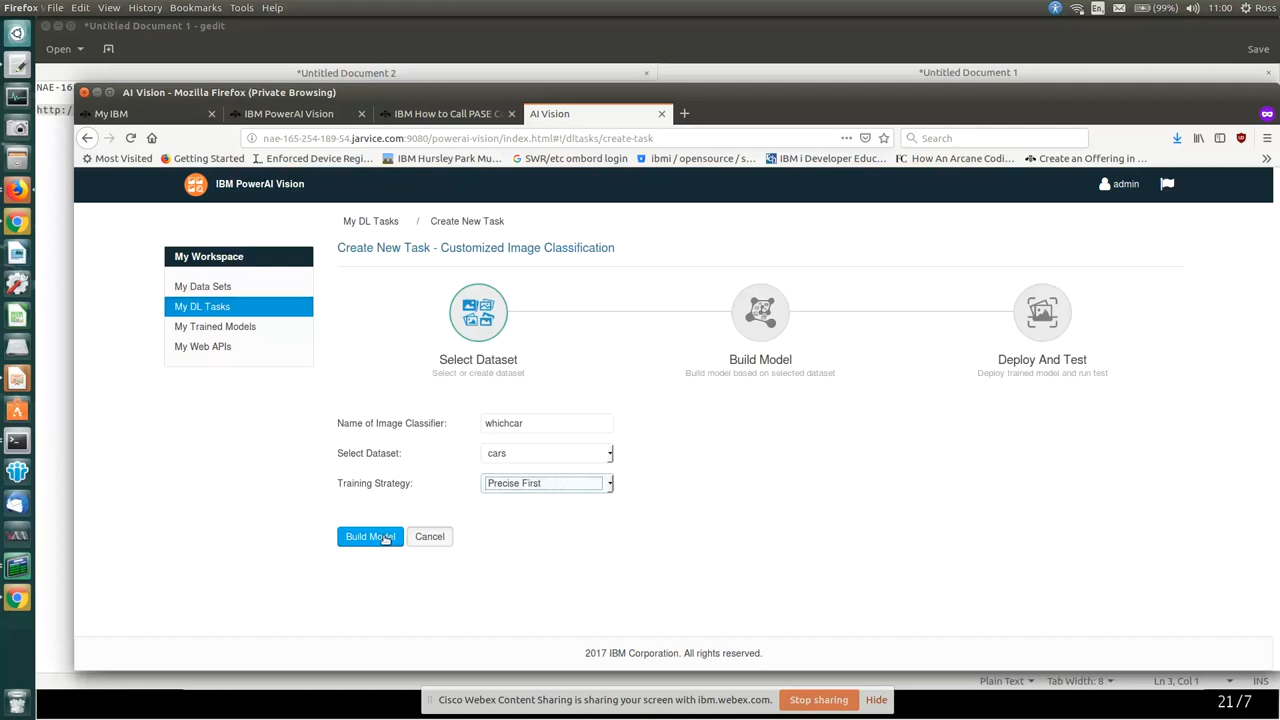 Firefox File Edit View History Bookmarks Tools Help
En (99%) 11:00 Ross
*Untitled Document 1 - gedit
Open Save
*Untitled Document 2 *Untitled Document 1
NAE-16
http:/
AI Vision - Mozilla Firefox (Private Browsing)
My IBM IBM PowerAI Vision IBM How to Call PASE C AI Vision
nae-165-254-189-54.jarvice.com:9080/powerai-vision/index.html#!/dltasks/create-task Search
Most Visited Getting Started Enforced Device Regi... IBM Hursley Park Mu... SWR/etc ombord login ibmi / opensource / s... IBM i Developer Educ... How An Arcane Codi... Create an Offering in ...
IBM PowerAI Vision admin
My DL Tasks / Create New Task
Create New Task - Customized Image Classification
My Workspace
My Data Sets
My DL Tasks
My Trained Models
My Web APIs
Select Dataset Build Model Deploy And Test
Select or create dataset Build model based on selected dataset Deploy trained model and run test
Name of Image Classifier: whichcar
Select Dataset: cars
Training Strategy: Precise First
Build Model Cancel
2017 IBM Corporation. All rights reserved.
Plain Text Tab Width: 8 Ln 3, Col 1 INS
Cisco Webex Content Sharing is sharing your screen with ibm.webex.com. Stop sharing Hide
21/7